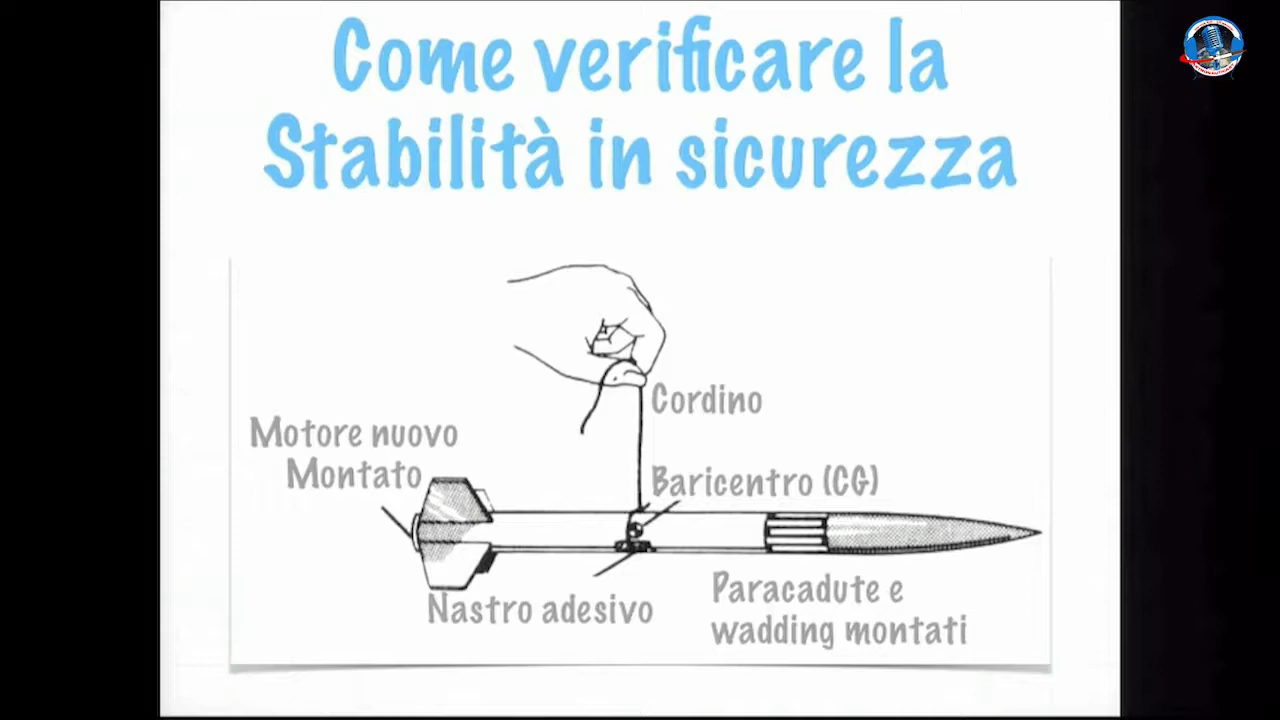 Come verificare la
Stabilità in sicurezza
Cordino
Motore nuovo
Montato
Baricentro (CG)
Nastro adesivo
Paracadute e
wadding montati